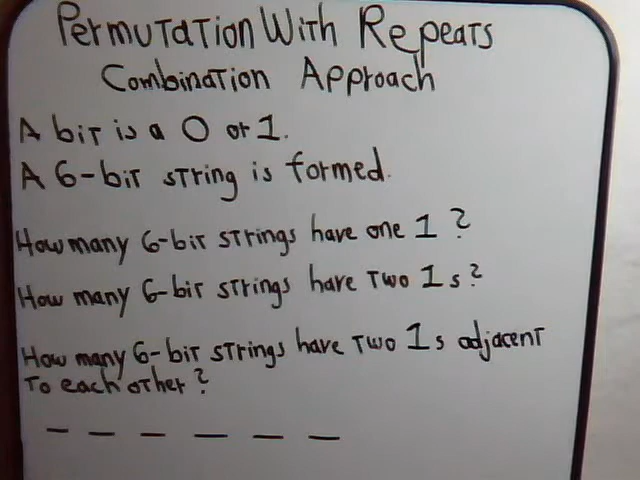 Permutation With Repeats
Combination Approach
A bit is a 0 or 1.
A 6-bit string is formed.
How many 6-bit strings have one 1?
How many 6-bit strings have two 1s?
How many 6-bit strings have two 1s adjacent
to each other?
_ _ _ _ _ _